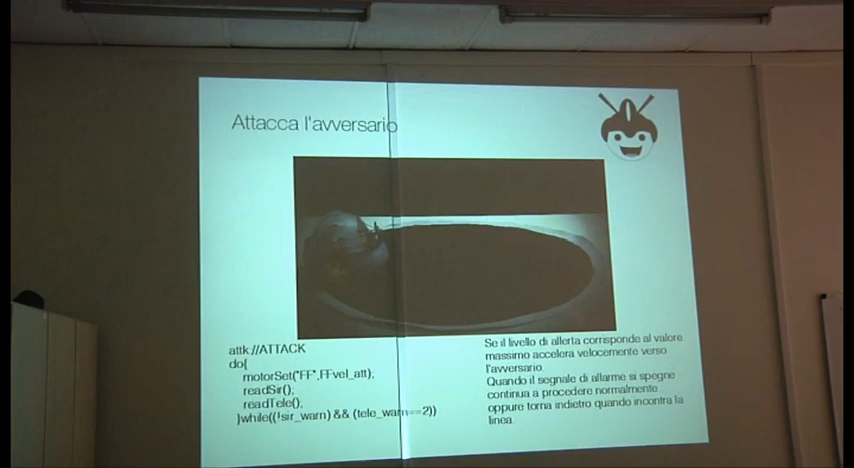 Attacca l'avversario
attk://ATTACK
do{
motorSet("FF",FFvel_att);
readSir();
readTele();
}while((!sir_warn) && (tele_warn==2))
Se il livello di allerta corrisponde al valore
massimo accelera velocemente verso
l'avversario.
Quando il segnale di allarme si spegne
continua a procedere normalmente
oppure torna indietro quando incontra la
linea.